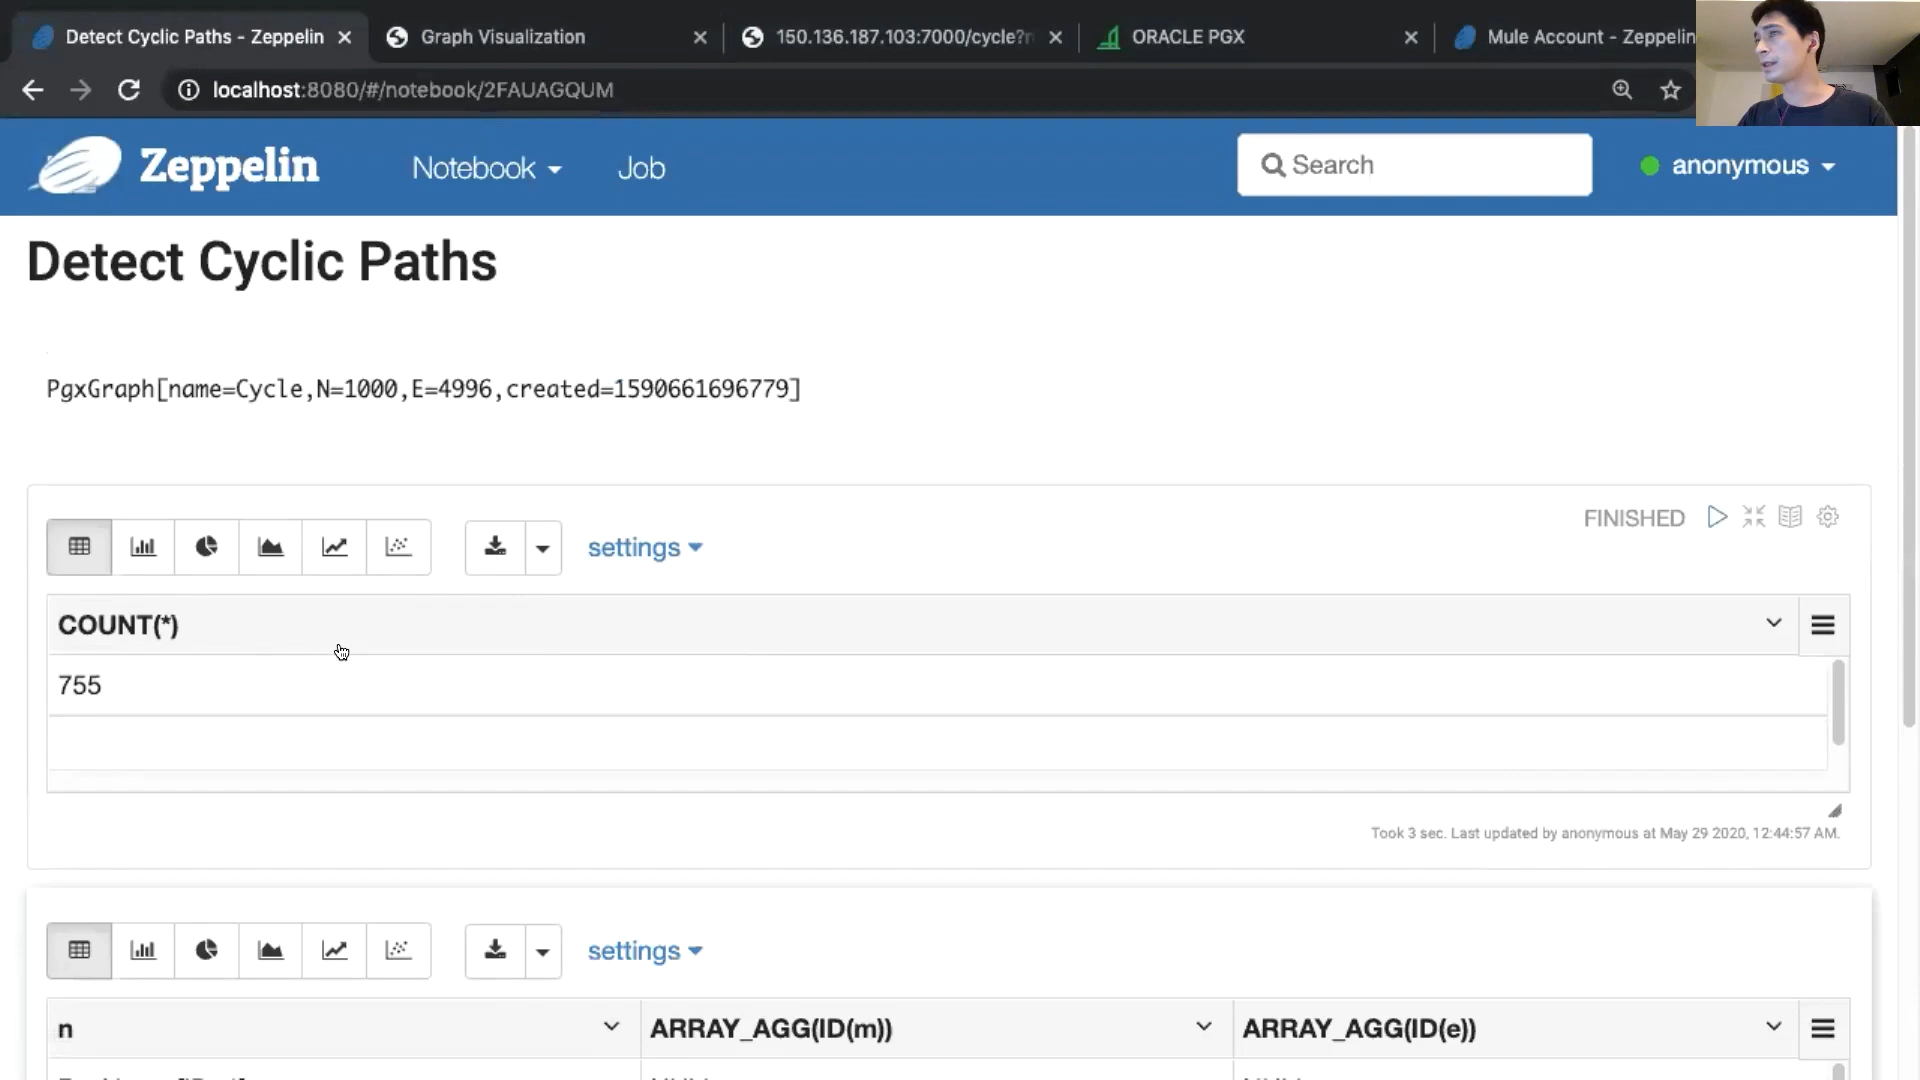 Detect Cyclic Paths - Zeppelin
Graph Visualization
150.136.187.103:7000/cycle?
ORACLE PGX
Mule Account - Zeppelin
localhost:8080/#/notebook/2FAUAGQUM
Zeppelin
Notebook
Job
Search
anonymous
Detect Cyclic Paths
PgxGraph[name=Cycle,N=1000,E=4996,created=1590661696779]
FINISHED
settings
COUNT(*)
755
Took 3 sec. Last updated by anonymous at May 29 2020, 12:44:57 AM.
settings
n ARRAY_AGG(ID(m)) ARRAY_AGG(ID(e))